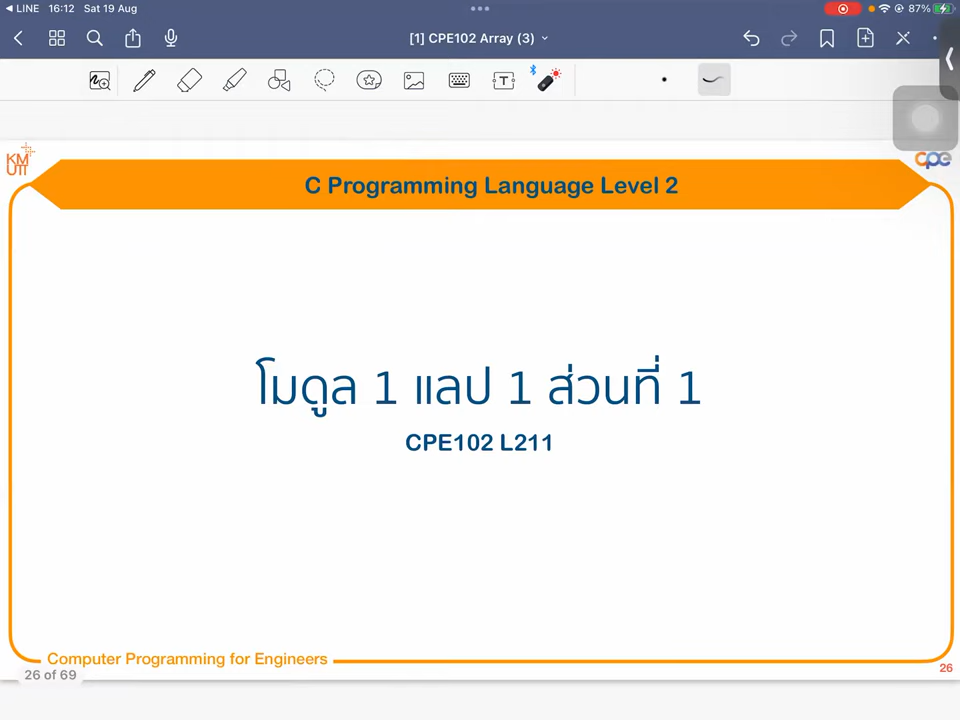 LINE 16:12 Sat 19 Aug 87%
[1] CPE102 Array (3)
KMUTT
cpe
C Programming Language Level 2
โมดูล 1 แลป 1 ส่วนที่ 1
CPE102 L211
Computer Programming for Engineers
26
26 of 69